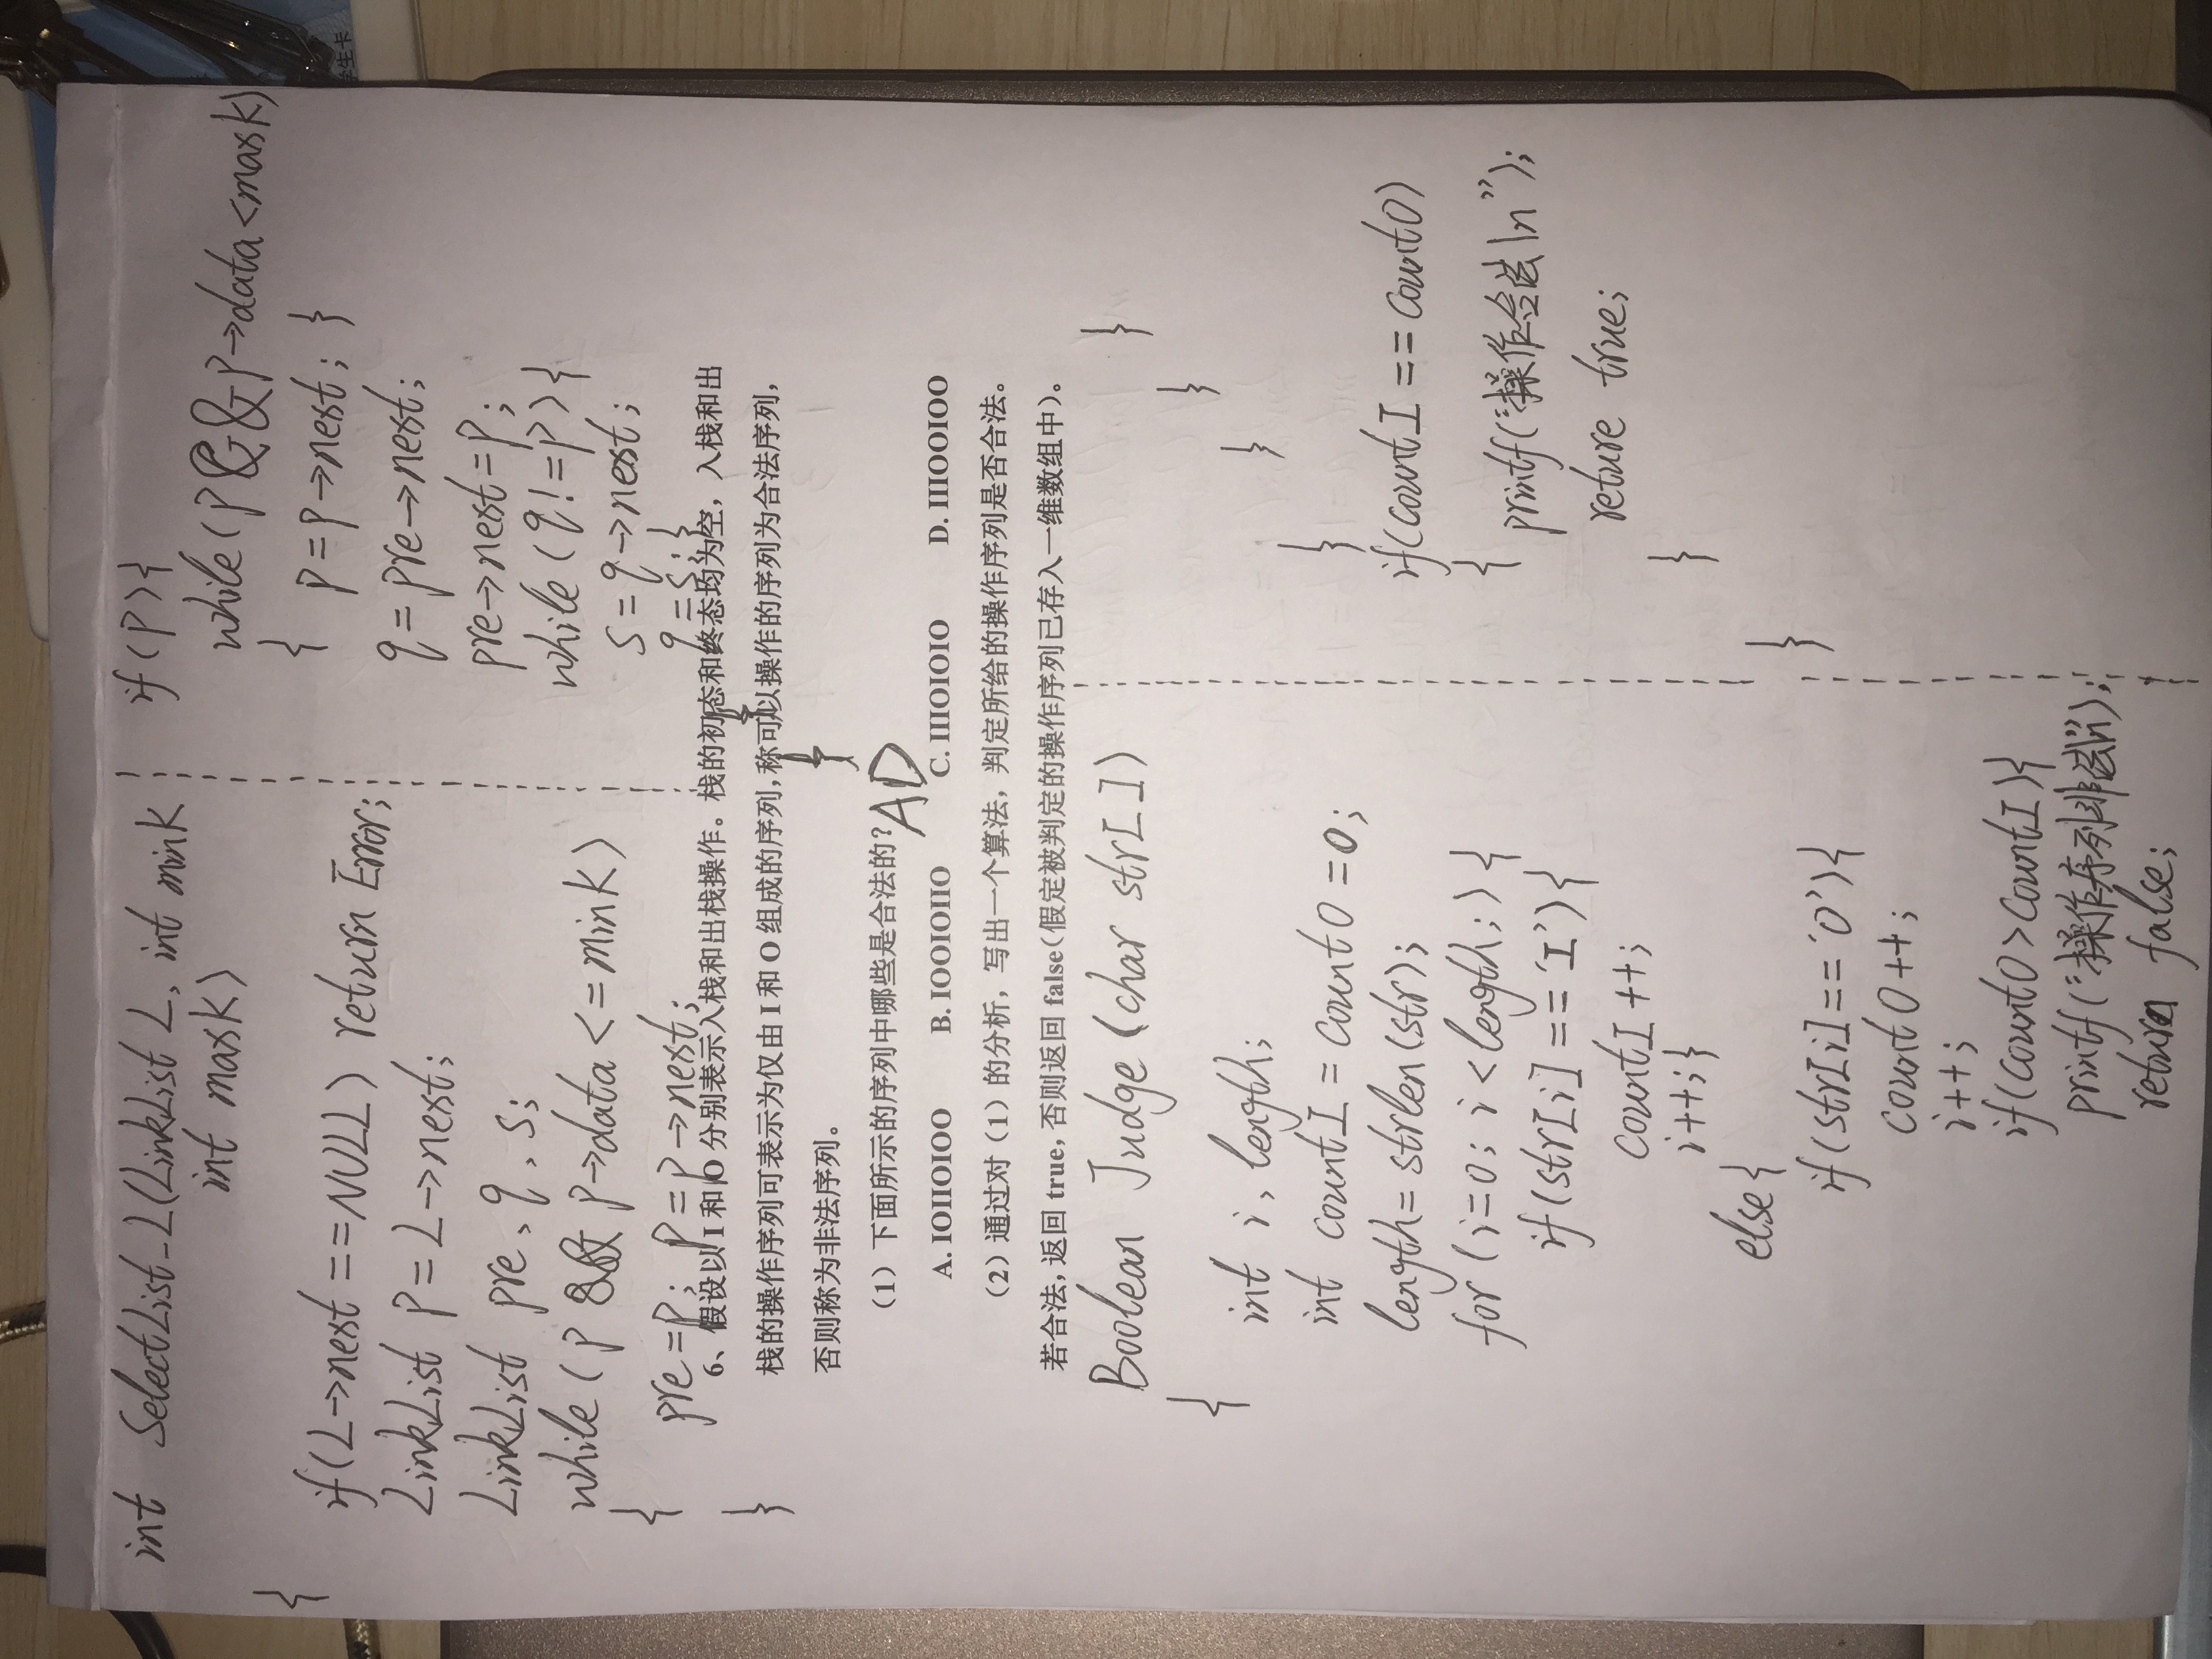 int SelectList_L(LinkList L, int mink
int maxk)
{
if(L→next ==NULL) return Error;
LinkList p=L→next;
LinkList pre, q, s;
while(p && p→data<=mink)
{
pre=p; p=p→next;
}
if(p){
while(p&&p→data<maxk)
{ p=p→next; }
q=pre→next;
pre→next=p;
while(q!=p){
s=q→next;
q=s;}
}
}
6、假设以 I 和 O 分别表示入栈和出栈操作。栈的初态和终态均为空，入栈和出
栈的操作序列可表示为仅由 I 和 O 组成的序列，称可以操作的序列为合法序列，
否则称为非法序列。
（1）下面所示的序列中哪些是合法的？AD
A. IOIIOIOO B. IOOIOIIO C. IIIOIOIO D. IIIOOIOO
（2）通过对（1）的分析，写出一个算法，判定所给的操作序列是否合法。
若合法，返回 true，否则返回 false（假定被判定的操作序列已存入一维数组中）。
Boolean Judge(char str[])
{
int i, length;
int countI = countO =0;
length= strlen(str);
for(i=0; i<length;){
if(str[i]=='I'){
countI++;
i++;}
else{
if(str[i]=='O'){
countO++;
i++;
if(countO>countI){
printf("操作序列非法\n");
return false;
}
}
}
}
if(countI == countO)
{
printf("操作合法\n");
reture true;
}
}